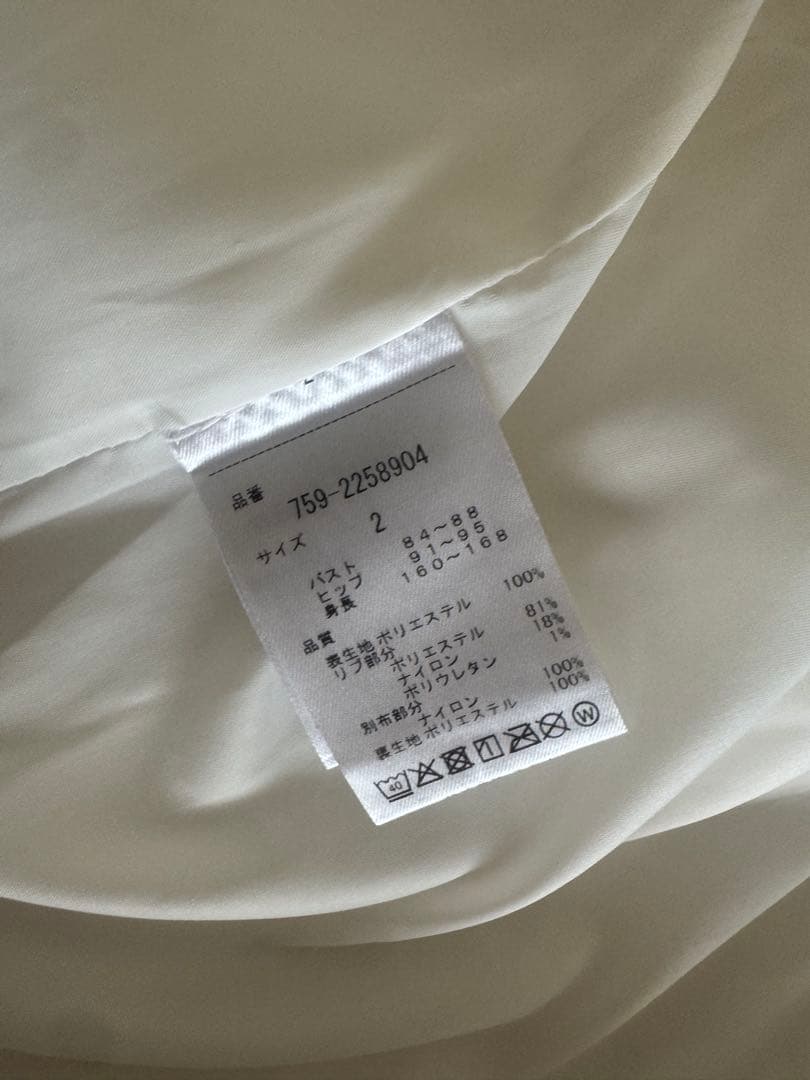 品番 759-2258904
サイズ 2
バスト 84～88
ヒップ 91～95
身長 160～168
品質
表生地 ポリエステル 100%
リブ部分
ポリエステル 81%
ナイロン 18%
ポリウレタン 1%
別布部分
ナイロン 100%
裏生地 ポリエステル 100%
40 W